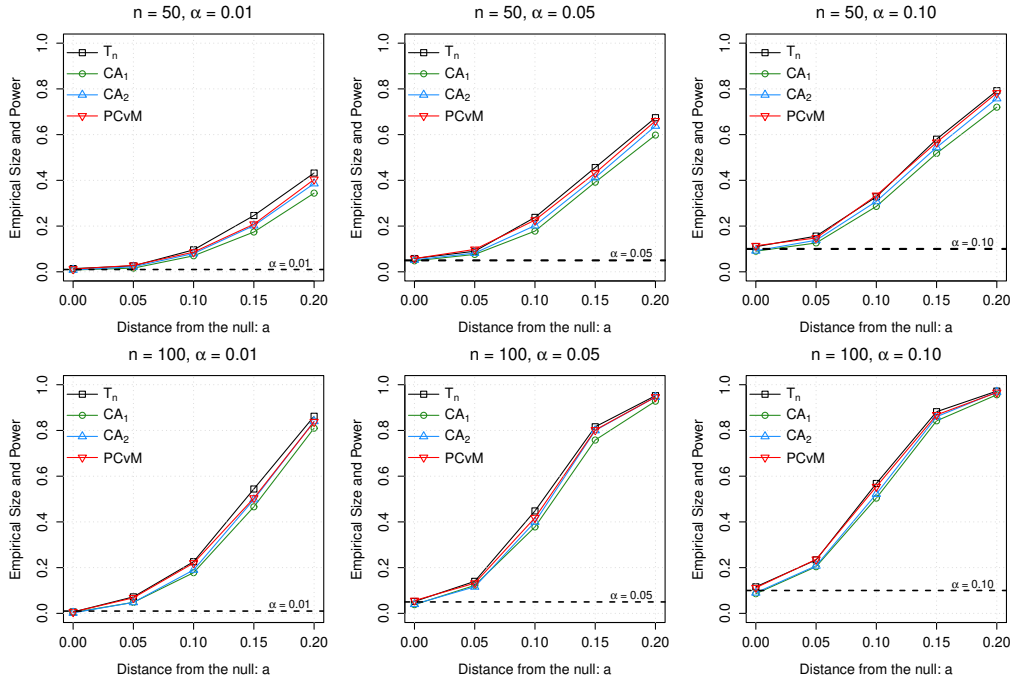 n = 50, α = 0.01
Empirical Size and Power
1.0
0.8
0.6
0.4
0.2
0.0
Tn
CA1
CA2
PCvM
α = 0.01
0.00 0.05 0.10 0.15 0.20
Distance from the null: a
n = 50, α = 0.05
Empirical Size and Power
1.0
0.8
0.6
0.4
0.2
0.0
Tn
CA1
CA2
PCvM
α = 0.05
0.00 0.05 0.10 0.15 0.20
Distance from the null: a
n = 50, α = 0.10
Empirical Size and Power
1.0
0.8
0.6
0.4
0.2
0.0
Tn
CA1
CA2
PCvM
α = 0.10
0.00 0.05 0.10 0.15 0.20
Distance from the null: a
n = 100, α = 0.01
Empirical Size and Power
1.0
0.8
0.6
0.4
0.2
0.0
Tn
CA1
CA2
PCvM
α = 0.01
0.00 0.05 0.10 0.15 0.20
Distance from the null: a
n = 100, α = 0.05
Empirical Size and Power
1.0
0.8
0.6
0.4
0.2
0.0
Tn
CA1
CA2
PCvM
α = 0.05
0.00 0.05 0.10 0.15 0.20
Distance from the null: a
n = 100, α = 0.10
Empirical Size and Power
1.0
0.8
0.6
0.4
0.2
0.0
Tn
CA1
CA2
PCvM
α = 0.10
0.00 0.05 0.10 0.15 0.20
Distance from the null: a